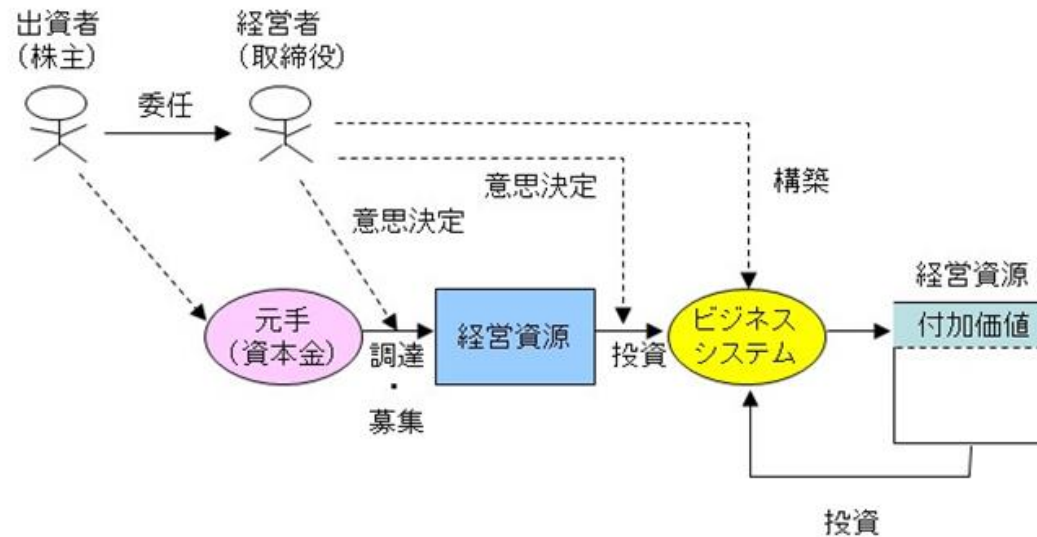 出資者
（株主）
経営者
（取締役）
委任
意思決定
構築
意思決定
経営資源
元手
（資本金）
調達
・
募集
経営資源
投資
ビジネス
システム
付加価値
投資